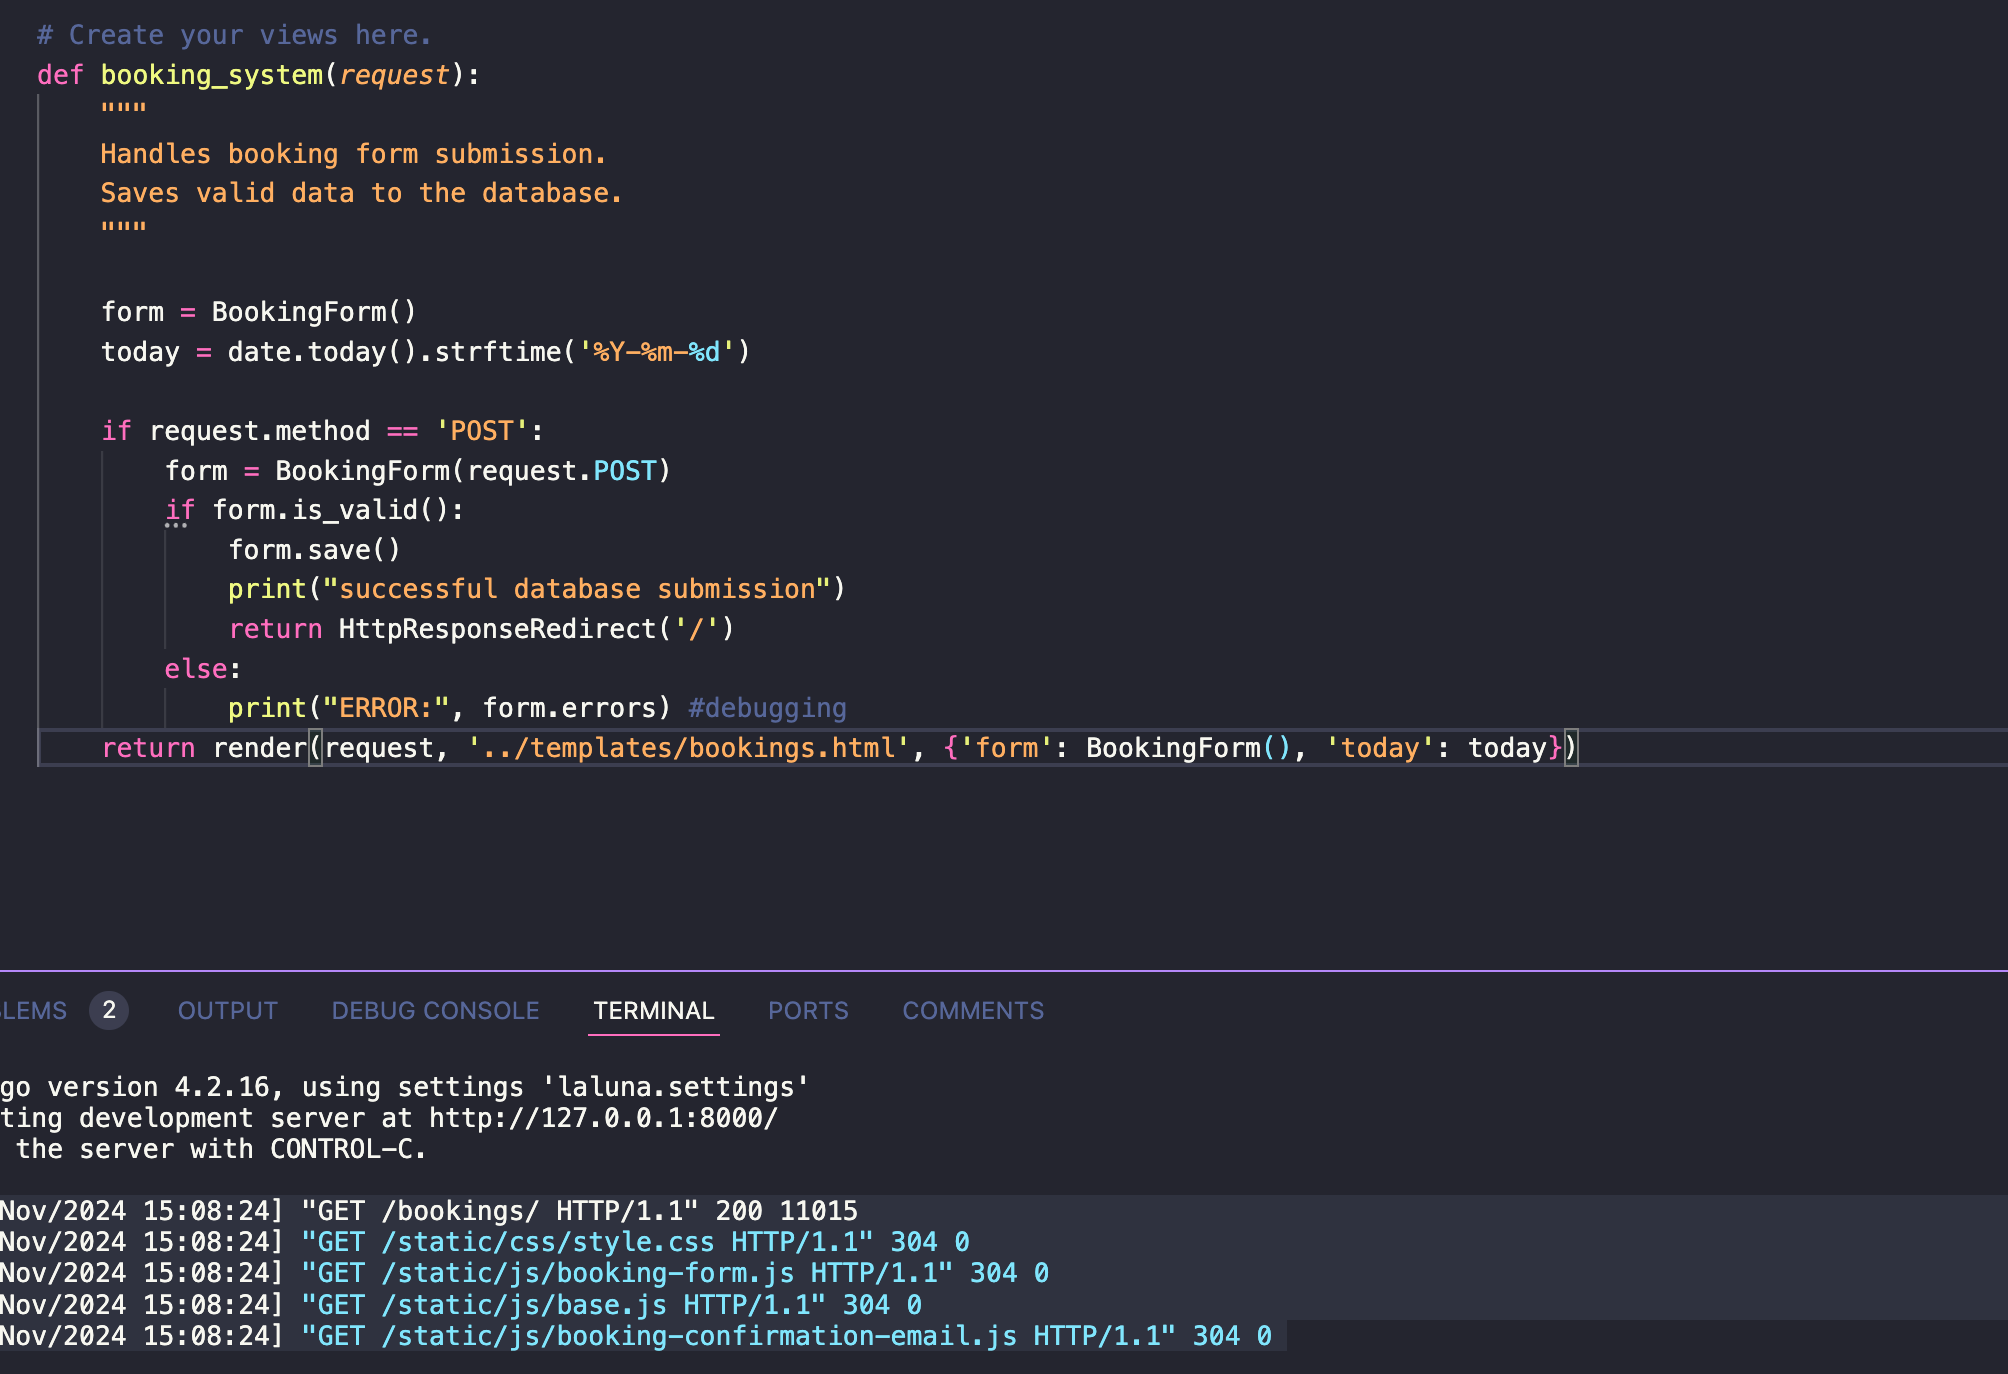 # Create your views here.
def booking_system(request):
    """
    Handles booking form submission.
    Saves valid data to the database.
    """
    form = BookingForm()
    today = date.today().strftime('%Y-%m-%d')
    if request.method == 'POST':
        form = BookingForm(request.POST)
        if form.is_valid():
            form.save()
            print("successful database submission")
            return HttpResponseRedirect('/')
        else:
            print("ERROR:", form.errors) #debugging
    return render(request, '../templates/bookings.html', {'form': BookingForm(), 'today': today})
LEMS 2 OUTPUT DEBUG CONSOLE TERMINAL PORTS COMMENTS
go version 4.2.16, using settings 'laluna.settings'
ting development server at http://127.0.0.1:8000/
the server with CONTROL-C.
Nov/2024 15:08:24] "GET /bookings/ HTTP/1.1" 200 11015
Nov/2024 15:08:24] "GET /static/css/style.css HTTP/1.1" 304 0
Nov/2024 15:08:24] "GET /static/js/booking-form.js HTTP/1.1" 304 0
Nov/2024 15:08:24] "GET /static/js/base.js HTTP/1.1" 304 0
Nov/2024 15:08:24] "GET /static/js/booking-confirmation-email.js HTTP/1.1" 304 0